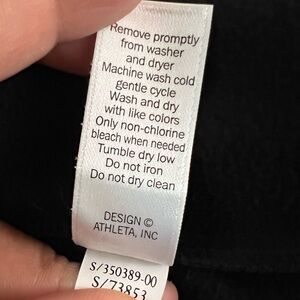 Remove promptly
from washer
and dryer
Machine wash cold
gentle cycle
Wash and dry
with like colors
Only non-chlorine
bleach when needed
Tumble dry low
Do not iron
Do not dry clean
DESIGN ©
ATHLETA, INC
S/350389-00
S/73853